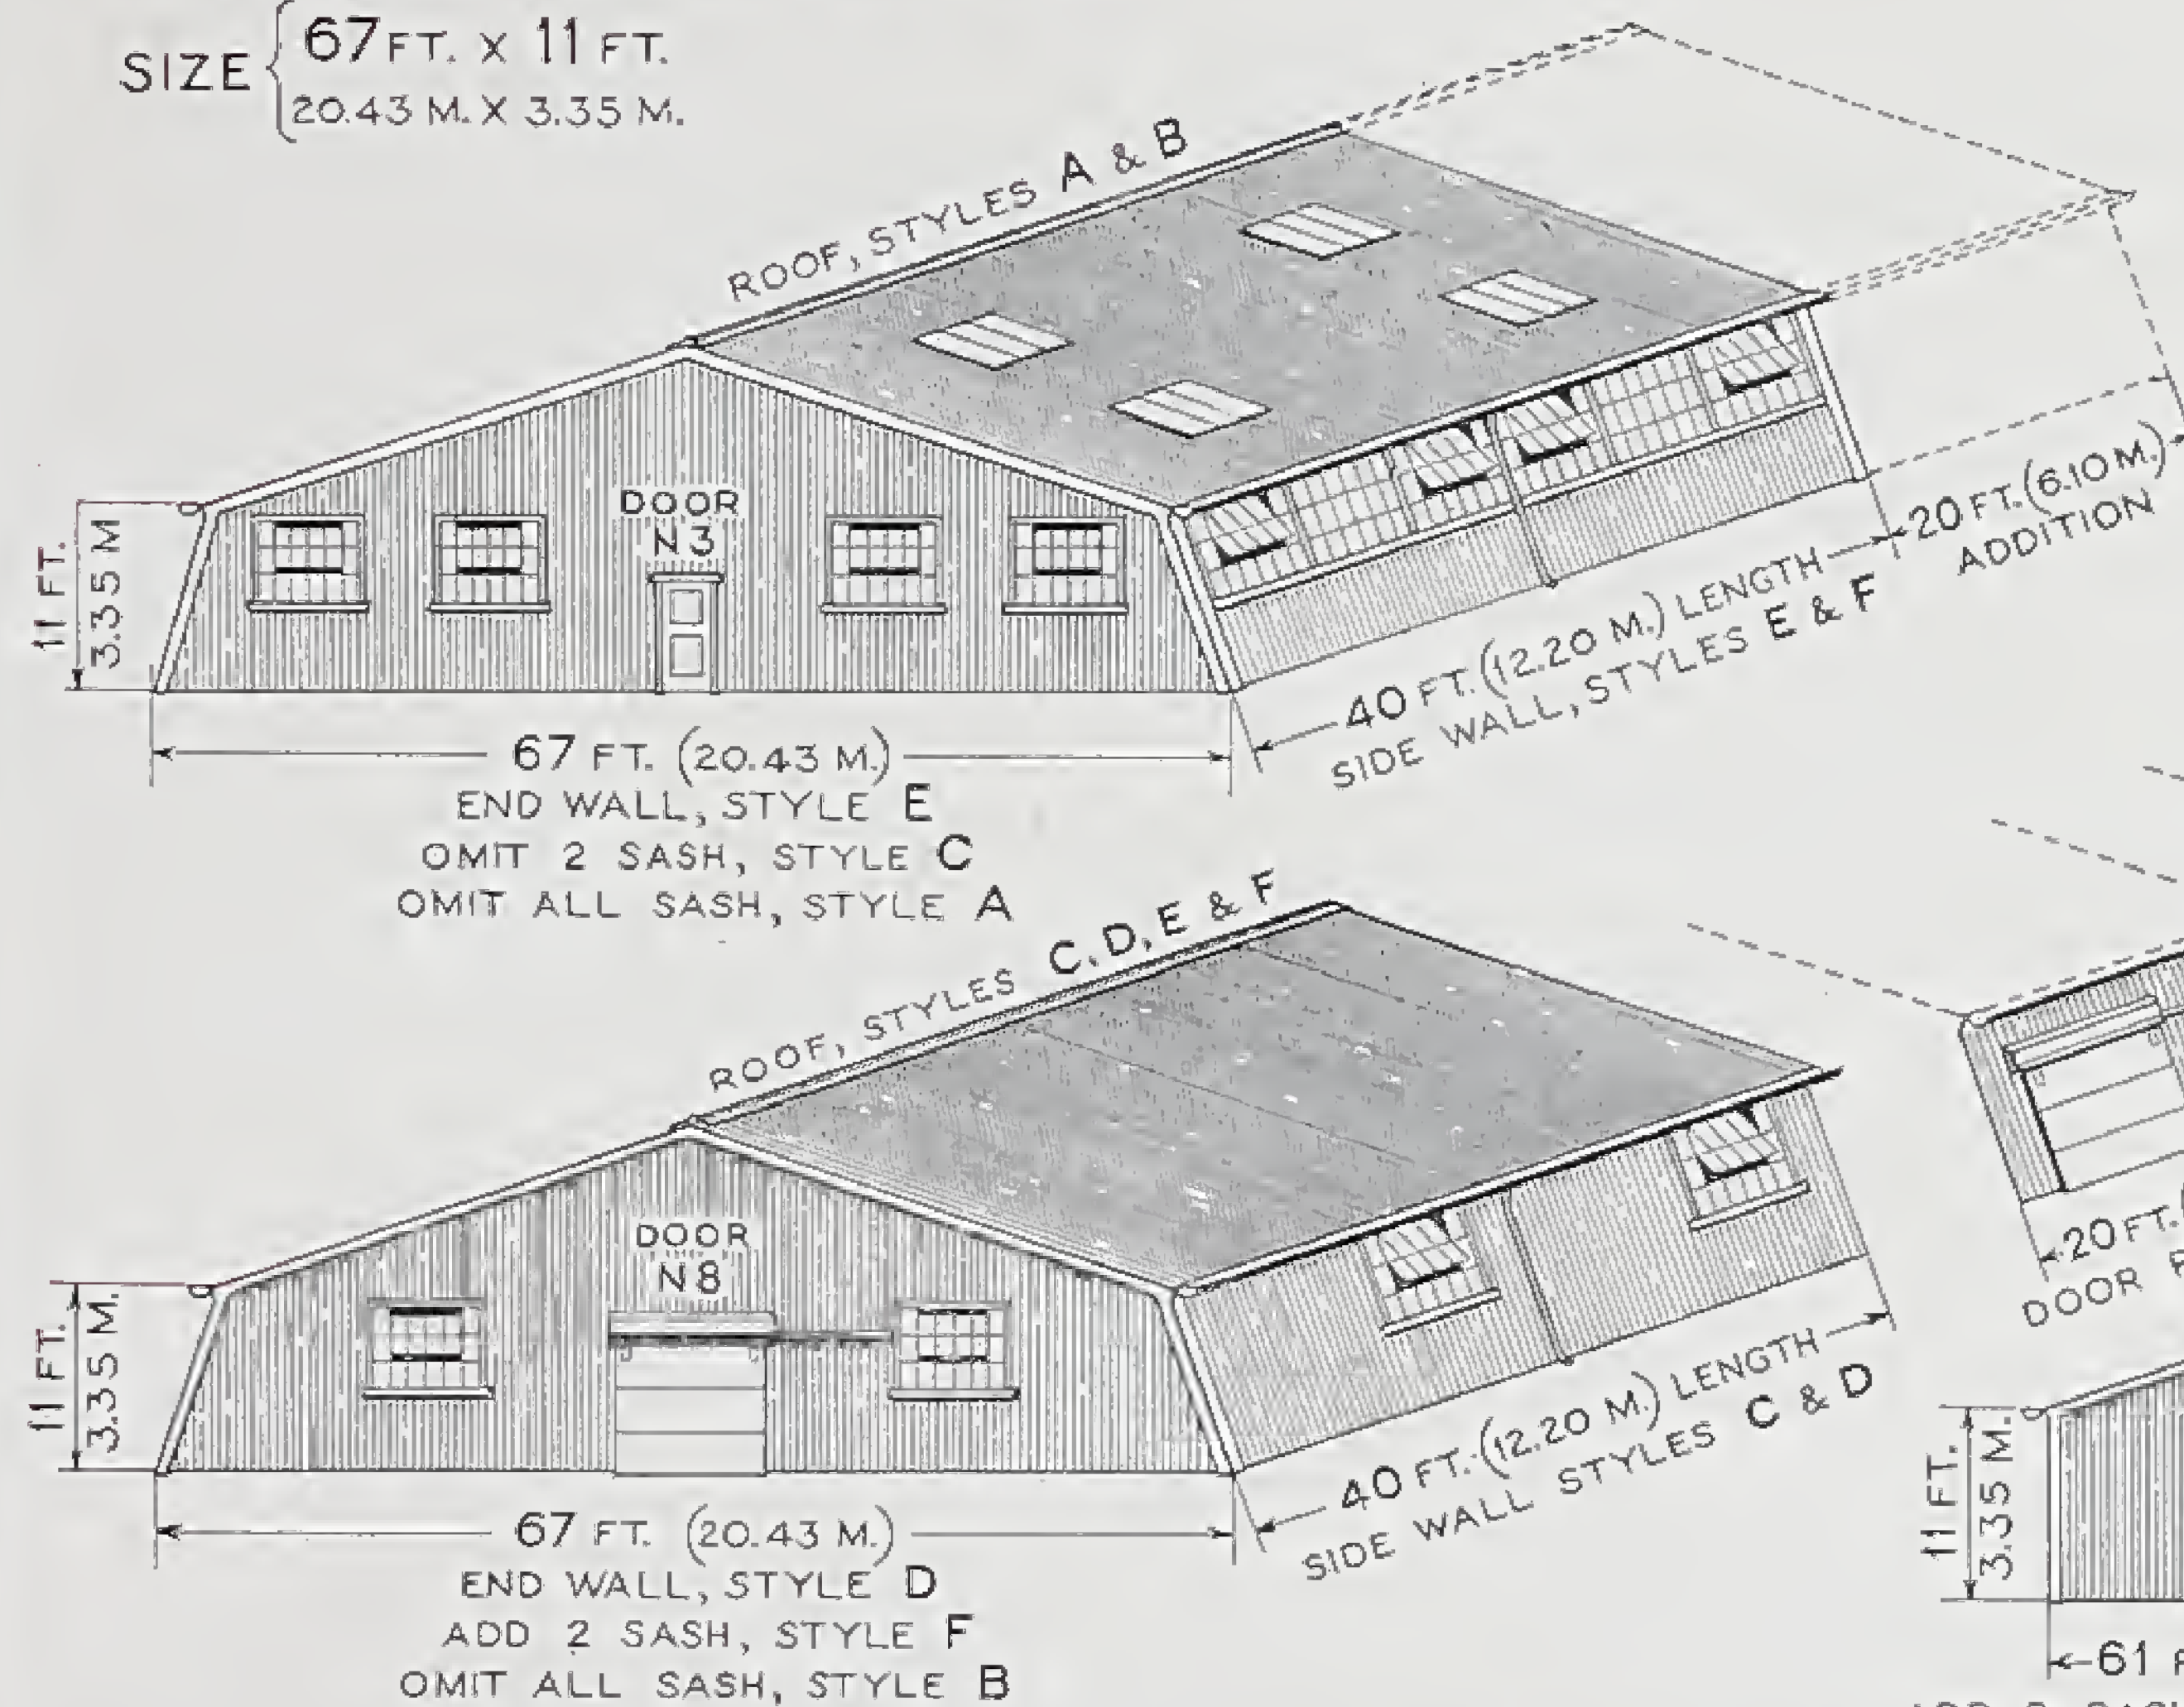 SIZE { 67 FT. X 11 FT.
20.43 M. X 3.35 M.
ROOF, STYLES A & B
DOOR
N3
11 FT.
3.35 M
20 FT. (6.10 M.)
ADDITION
40 FT. (12.20 M.) LENGTH
SIDE WALL, STYLES E & F
67 FT. (20.43 M.)
END WALL, STYLE E
OMIT 2 SASH, STYLE C
OMIT ALL SASH, STYLE A
ROOF, STYLES C, D, E & F
DOOR
N8
11 FT.
3.35 M.
40 FT. (12.20 M.) LENGTH
SIDE WALL STYLES C & D
67 FT. (20.43 M.)
END WALL, STYLE D
ADD 2 SASH, STYLE F
OMIT ALL SASH, STYLE B
20 FT.
DOOR
11 FT.
3.35 M.
61